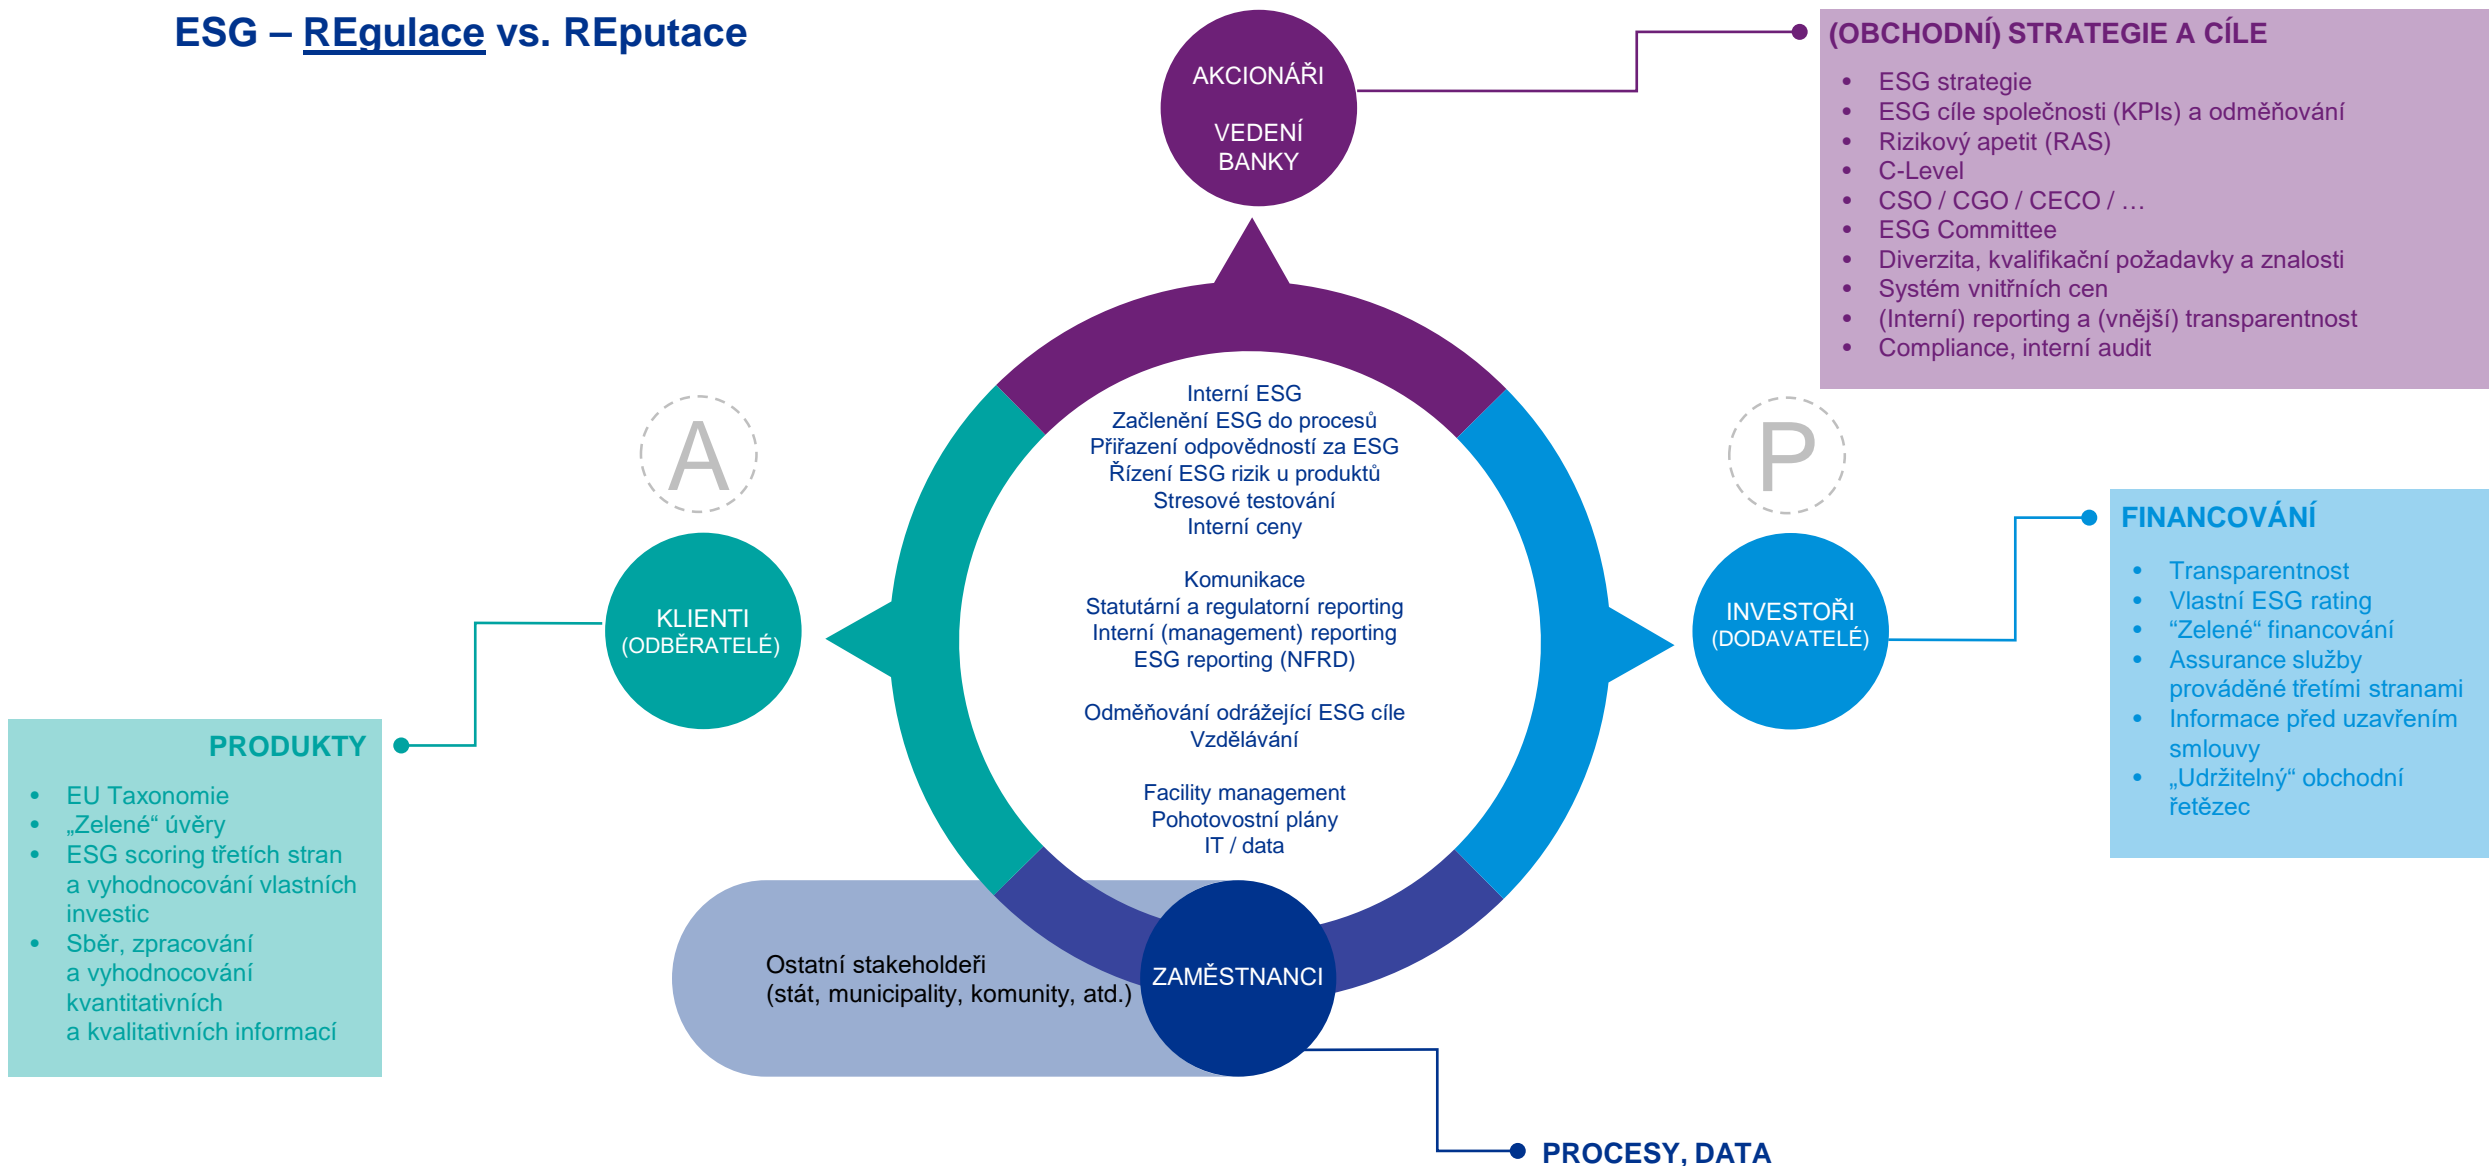 ESG – REgulace vs. REputace
AKCIONÁŘI
VEDENÍ
BANKY
(OBCHODNÍ) STRATEGIE A CÍLE
• ESG strategie
• ESG cíle společnosti (KPIs) a odměňování
• Rizikový apetit (RAS)
• C-Level
• CSO / CGO / CECO / …
• ESG Committee
• Diverzita, kvalifikační požadavky a znalosti
• Systém vnitřních cen
• (Interní) reporting a (vnější) transparentnost
• Compliance, interní audit
A
P
Interní ESG
Začlenění ESG do procesů
Přiřazení odpovědností za ESG
Řízení ESG rizik u produktů
Stresové testování
Interní ceny
Komunikace
Statutární a regulatorní reporting
Interní (management) reporting
ESG reporting (NFRD)
Odměňování odrážející ESG cíle
Vzdělávání
Facility management
Pohotovostní plány
IT / data
KLIENTI
(ODBĚRATELÉ)
INVESTOŘI
(DODAVATELÉ)
FINANCOVÁNÍ
• Transparentnost
• Vlastní ESG rating
• “Zelené“ financování
• Assurance služby
prováděné třetími stranami
• Informace před uzavřením
smlouvy
• „Udržitelný“ obchodní
řetězec
PRODUKTY
• EU Taxonomie
• „Zelené“ úvěry
• ESG scoring třetích stran
a vyhodnocování vlastních
investic
• Sběr, zpracování
a vyhodnocování
kvantitativních
a kvalitativních informací
Ostatní stakeholdeři
(stát, municipality, komunity, atd.)
ZAMĚSTNANCI
PROCESY, DATA